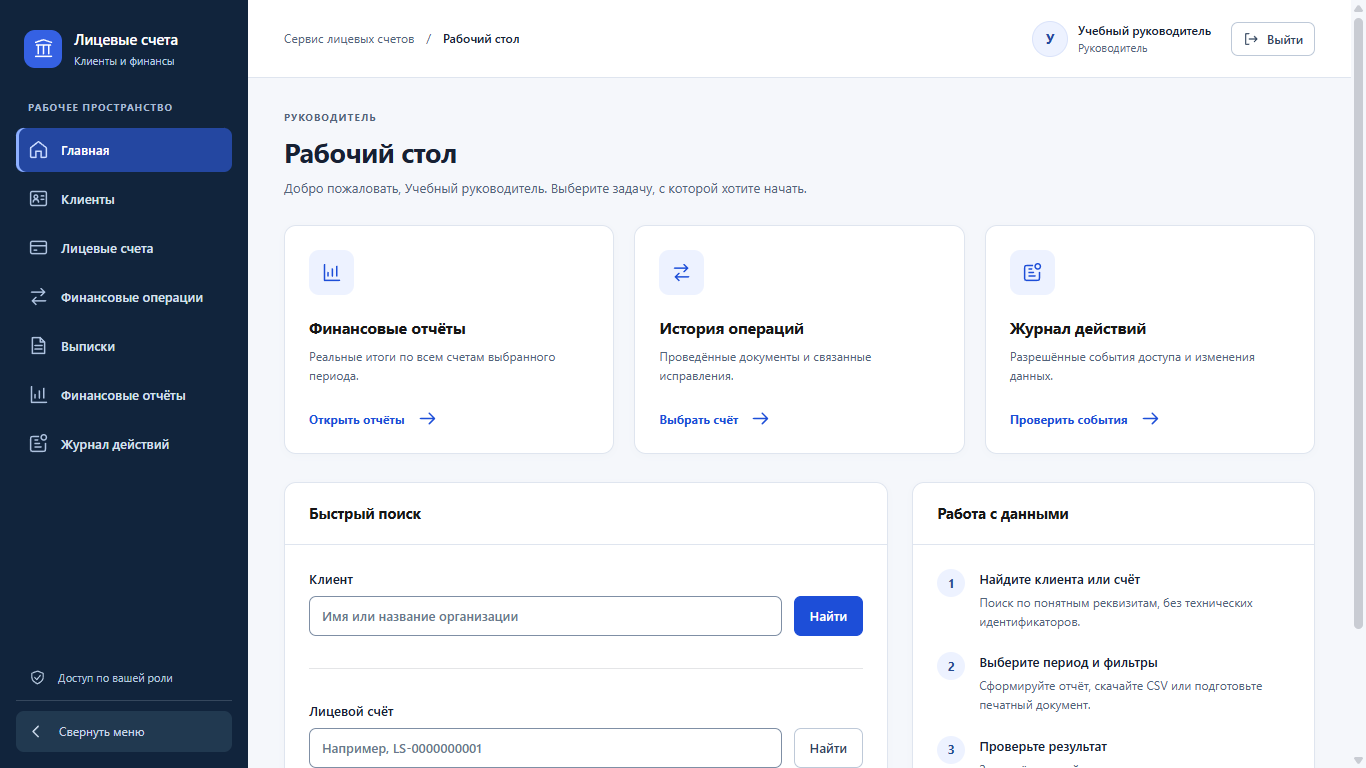 Лицевые счета
Клиенты и финансы
РАБОЧЕЕ ПРОСТРАНСТВО
Главная
Клиенты
Лицевые счета
Финансовые операции
Выписки
Финансовые отчёты
Журнал действий
Доступ по вашей роли
Свернуть меню
Сервис лицевых счетов / Рабочий стол
У
Учебный руководитель
Руководитель
Выйти
РУКОВОДИТЕЛЬ
Рабочий стол
Добро пожаловать, Учебный руководитель. Выберите задачу, с которой хотите начать.
Финансовые отчёты
Реальные итоги по всем счетам выбранного
периода.
Открыть отчёты
История операций
Проведённые документы и связанные
исправления.
Выбрать счёт
Журнал действий
Разрешённые события доступа и изменения
данных.
Проверить события
Быстрый поиск
Клиент
Имя или название организации
Найти
Лицевой счёт
Например, LS-0000000001
Найти
Работа с данными
1
Найдите клиента или счёт
Поиск по понятным реквизитам, без технических
идентификаторов.
2
Выберите период и фильтры
Сформируйте отчёт, скачайте CSV или подготовьте
печатный документ.
3
Проверьте результат